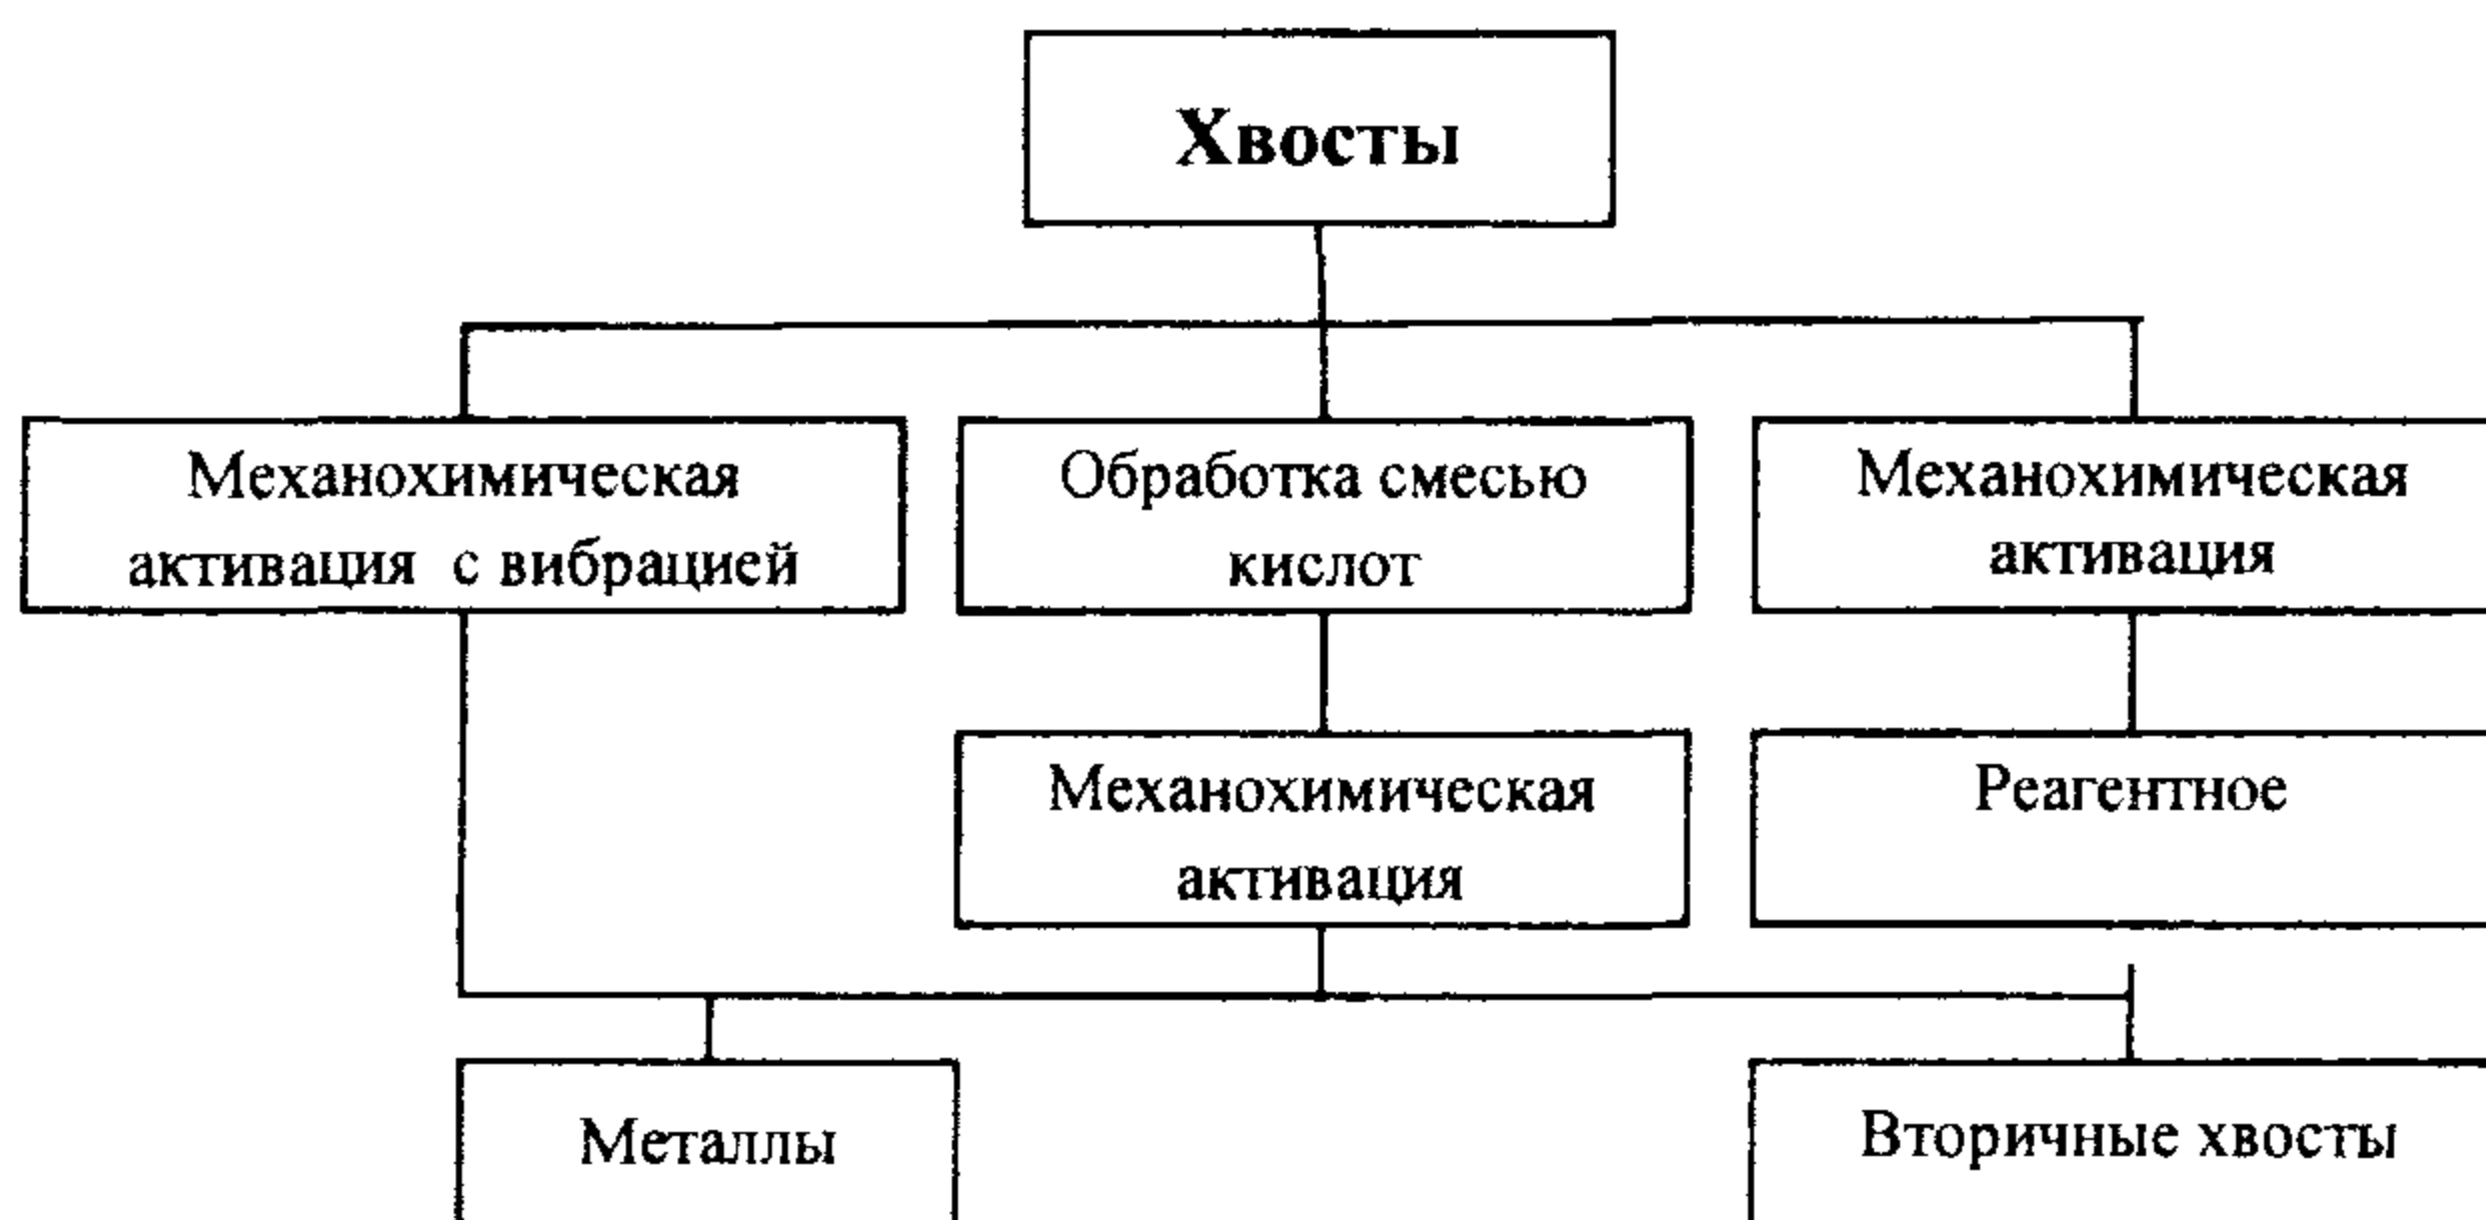 Хвосты
Механохимическая
активация с вибрацией
Обработка смесью
кислот
Механохимическая
активация
Механохимическая
активация
Реагентное
Металлы
Вторичные хвосты